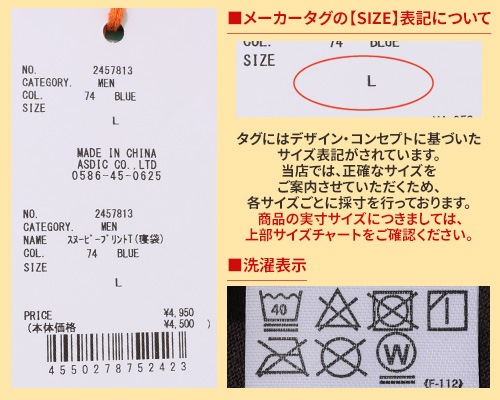 NO. 2457813
CATEGORY. MEN
COL. 74 BLUE
SIZE
L
MADE IN CHINA
ASDIC CO.,LTD
0586-45-0625
NO. 2457813
CATEGORY. MEN
NAME ｽﾇｰﾋﾟｰﾌﾟﾘﾝﾄT(寝袋)
COL. 74 BLUE
SIZE
L
PRICE ¥4,950
(本体価格 ¥4,500 )
4550278752423
■メーカータグの【SIZE】表記について
COL. 74 BLUE
SIZE
L
タグにはデザイン・コンセプトに基づいた
サイズ表記がされています。
当店では、正確なサイズを
ご案内させていただくため、
各サイズごとに採寸を行っております。
商品の実寸サイズにつきましては、
上部サイズチャートをご確認ください。
■洗濯表示
40
W
《F-112》